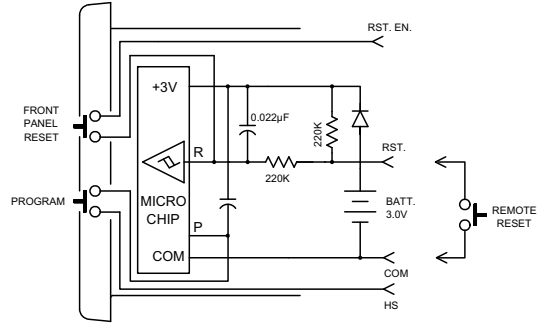 RST. EN.
+3V
FRONT
PANEL
RESET
0.022µF
220K
R
RST.
220K
PROGRAM
MICRO
CHIP
P
BATT.
3.0V
REMOTE
RESET
COM
COM
HS